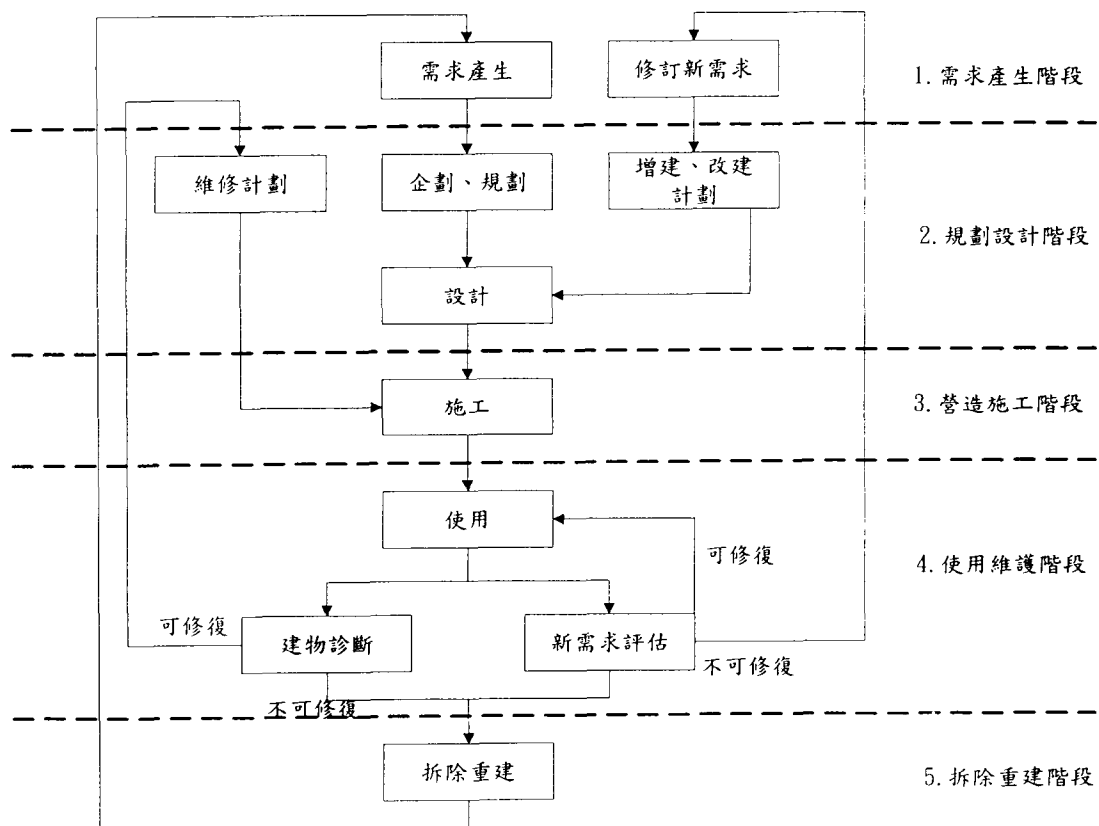 需求產生
修訂新需求
1.需求產生階段
維修計劃
企劃、規劃
增建、改建
計劃
2.規劃設計階段
設計
施工
3.營造施工階段
使用
可修復
4.使用維護階段
可修復
建物診斷
新需求評估
不可修復
不可修復
拆除重建
5.拆除重建階段